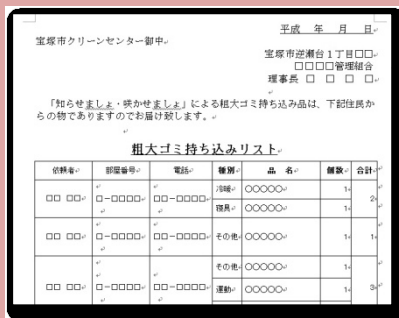 平成　年　月　日
宝塚市クリーンセンター御中
宝塚市逆瀬台１丁目□□
□□□□管理組合
理事長 □ □ □ □
「知らせましょ・咲かせましょ」による粗大ゴミ持ち込み品は、下記住民か
らの物でありますのでお届け致します。
粗大ゴミ持ち込みリスト
依頼者 部屋番号 電話 種別 品　名 個数 合計
□□ □□ □-□□□□ □□-□□□□ 冷暖 ○○○○○ 1 2
寝具 ○○○○○ 1
□□ □□ □-□□□□ □□-□□□□ その他 ○○○○○ 1 1
□□ □□ □-□□□□ □□-□□□□ その他 ○○○○○ 1 3
運動 ○○○○○ 1